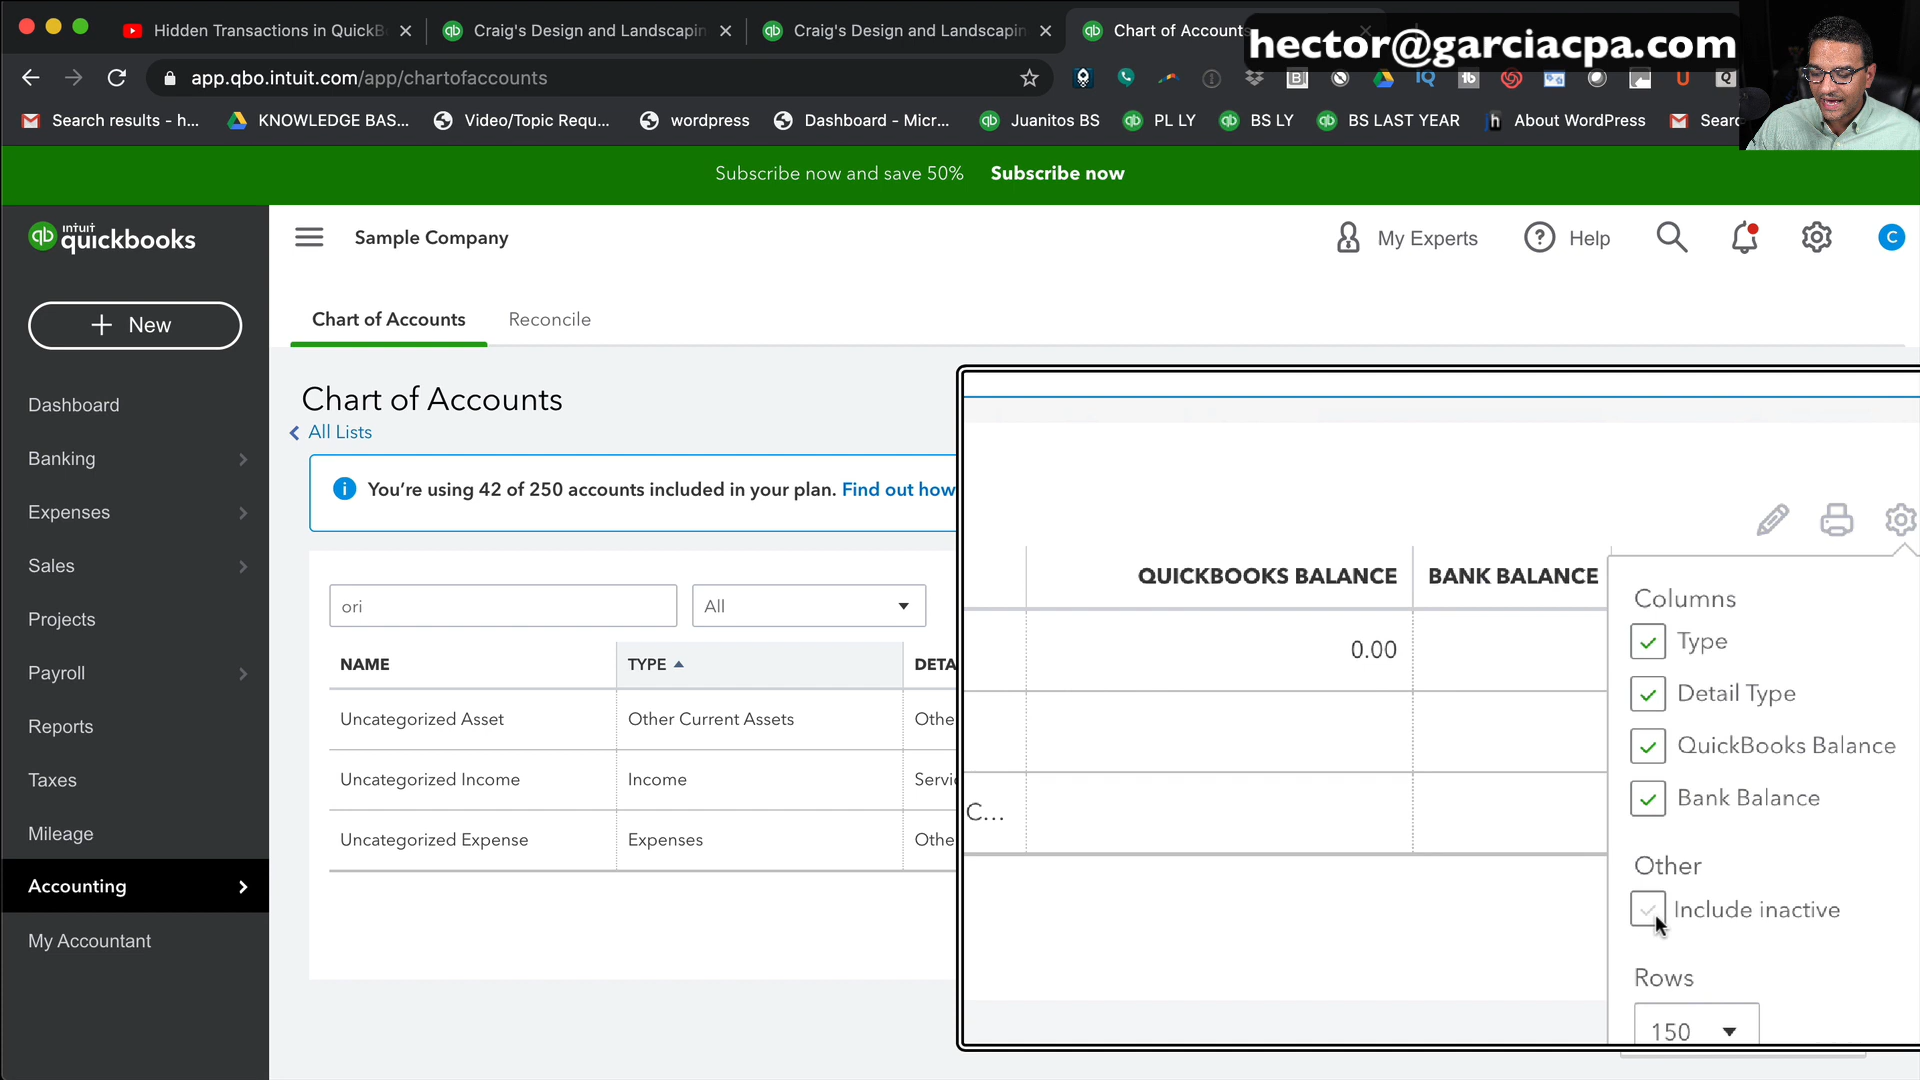 Hidden Transactions in QuickB
Craig's Design and Landscapin
Craig's Design and Landscapin
Chart of Accounts
hector@garciacpa.com
app.qbo.intuit.com/app/chartofaccounts
Search results - h...
KNOWLEDGE BAS...
Video/Topic Requ...
wordpress
Dashboard - Micr...
Juanitos BS
PL LY
BS LY
BS LAST YEAR
About WordPress
Searc
Subscribe now and save 50% Subscribe now
intuit
quickbooks
Sample Company
My Experts
Help
C
New
Chart of Accounts
Reconcile
Dashboard
Banking
Expenses
Sales
Projects
Payroll
Reports
Taxes
Mileage
Accounting
My Accountant
Chart of Accounts
All Lists
You're using 42 of 250 accounts included in your plan. Find out how
ori
All
NAME TYPE DETA
Uncategorized Asset Other Current Assets Othe
Uncategorized Income Income Servi
Uncategorized Expense Expenses Othe
QUICKBOOKS BALANCE BANK BALANCE
0.00
C...
Columns
Type
Detail Type
QuickBooks Balance
Bank Balance
Other
Include inactive
Rows
150